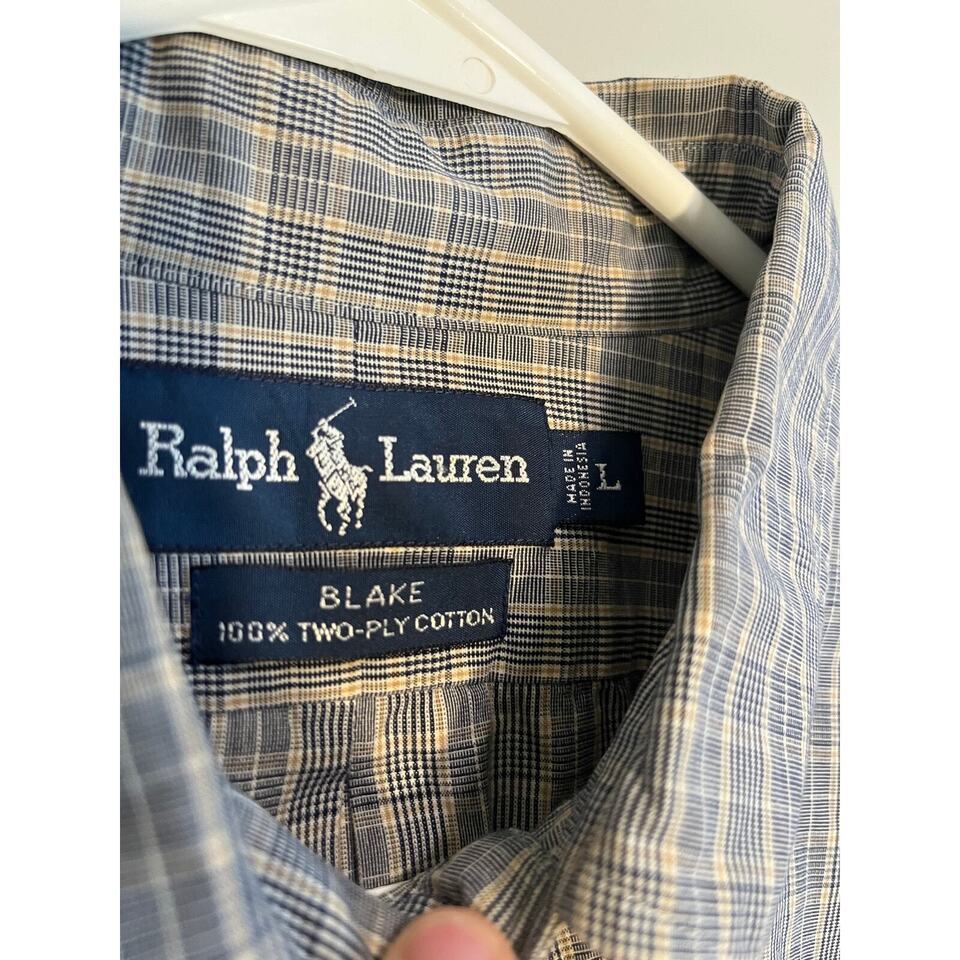 Ralph Lauren
MADE IN
INDONESIA
L
BLAKE
100% TWO-PLY COTTON